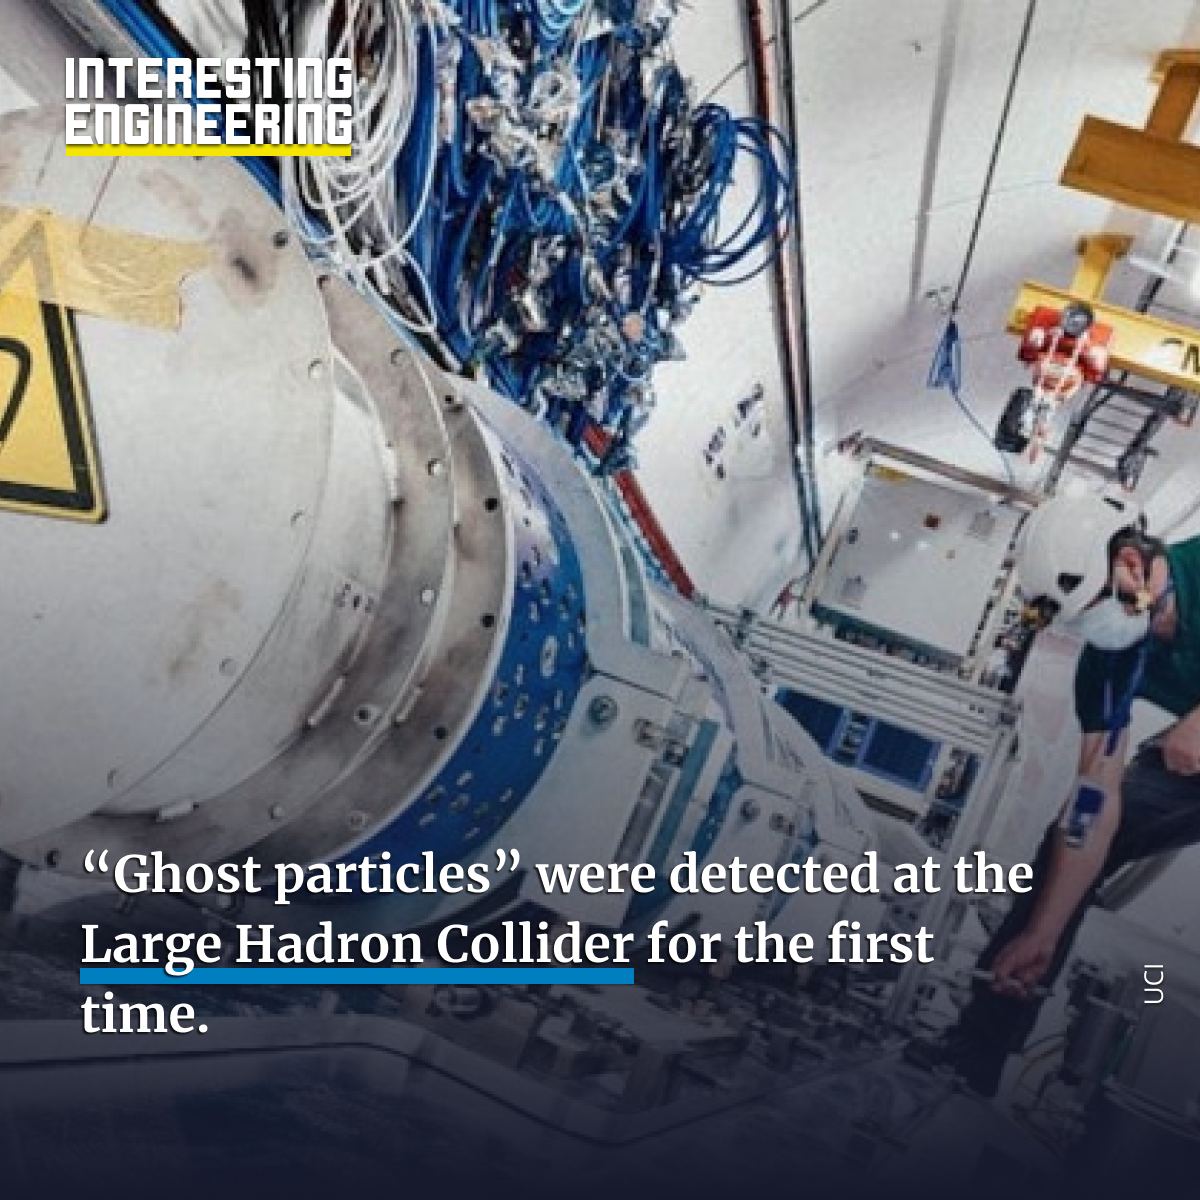 INTERESTING
ENGINEERING
“Ghost particles” were detected at the
Large Hadron Collider for the first
time.
UCI